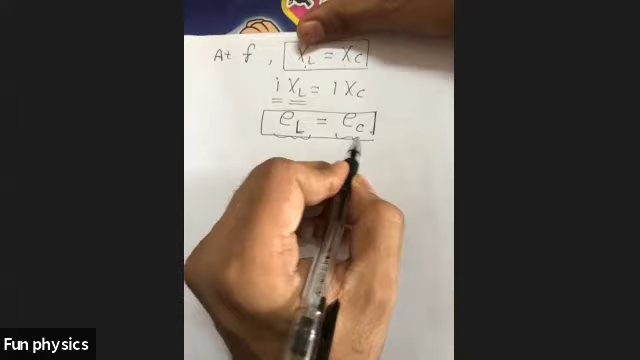 At f, X_L = X_C
i X_L = i X_C
e_L = e_C
Fun physics